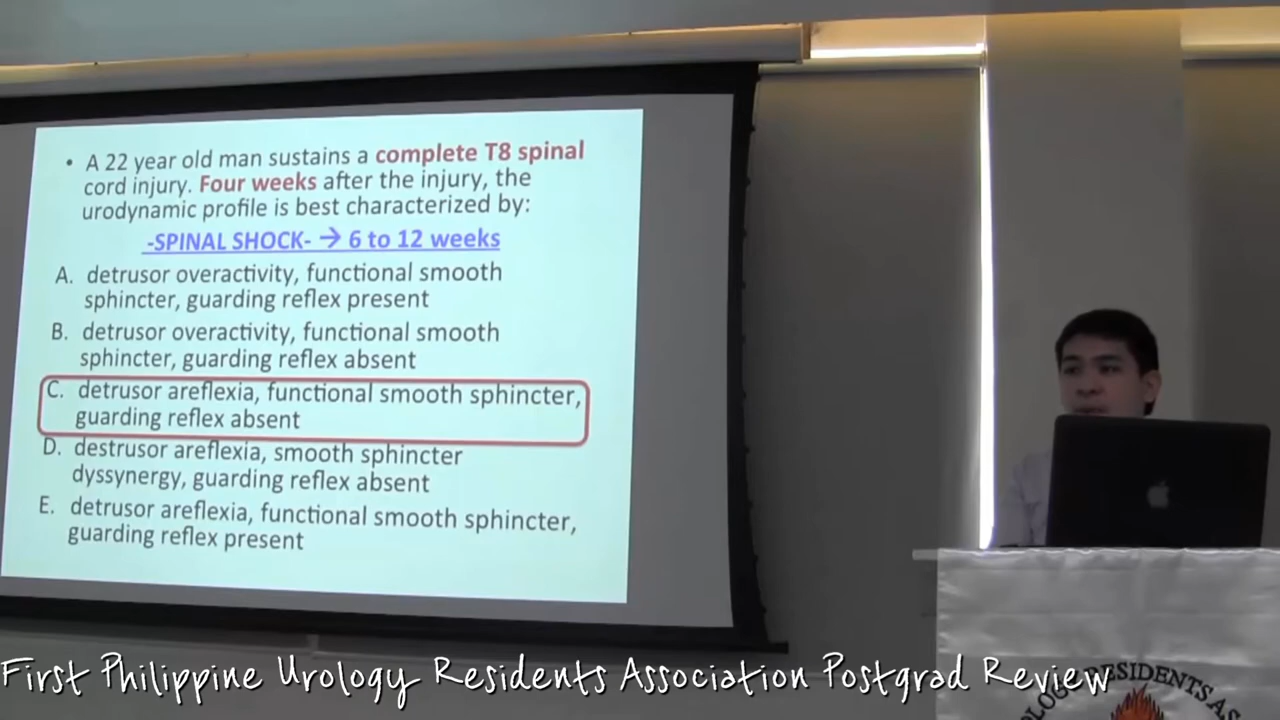 • A 22 year old man sustains a complete T8 spinal
cord injury. Four weeks after the injury, the
urodynamic profile is best characterized by:
-SPINAL SHOCK- → 6 to 12 weeks
A. detrusor overactivity, functional smooth
sphincter, guarding reflex present
B. detrusor overactivity, functional smooth
sphincter, guarding reflex absent
C. detrusor areflexia, functional smooth sphincter,
guarding reflex absent
D. destrusor areflexia, smooth sphincter
dyssynergy, guarding reflex absent
E. detrusor areflexia, functional smooth sphincter,
guarding reflex present
First Philippine Urology Residents Association Postgrad Review